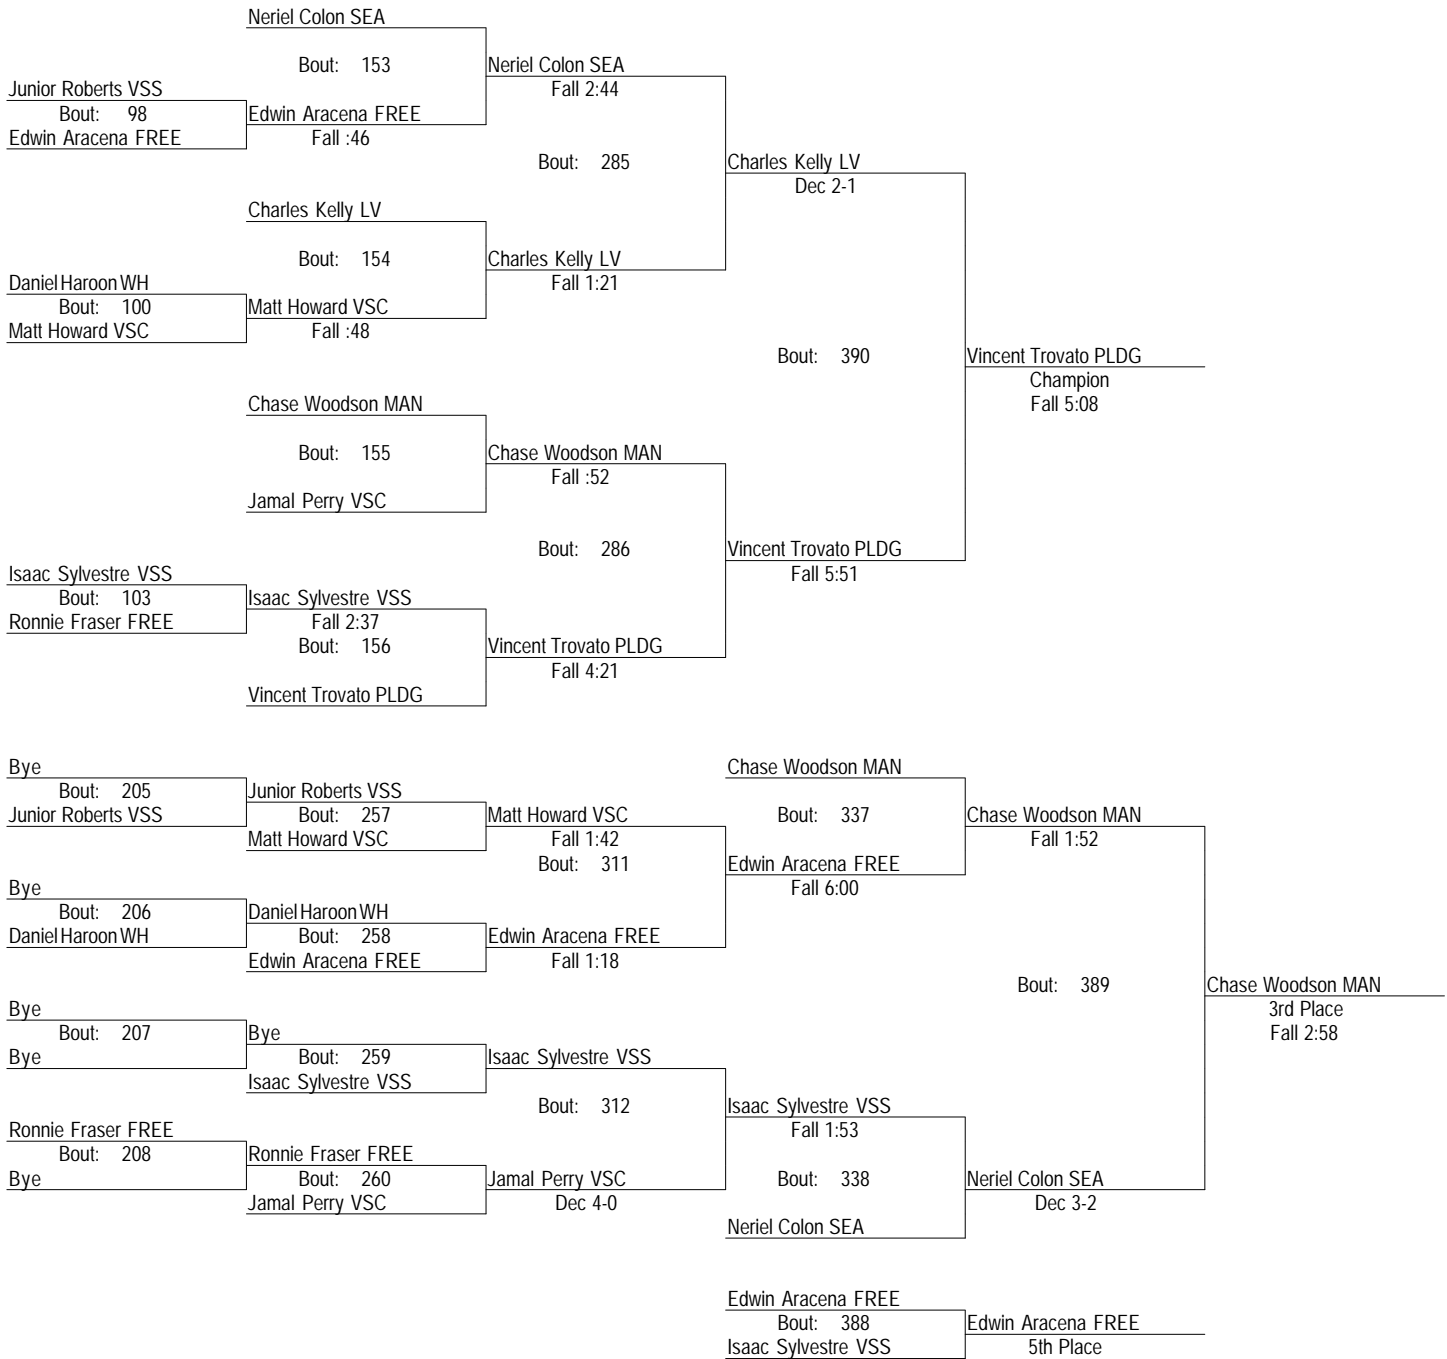 Neriel Colon SEA
Bout: 153
Neriel Colon SEA
Junior Roberts VSS
Fall 2:44
Bout: 98
Edwin Aracena FREE
Edwin Aracena FREE
Fall :46
Bout: 285
Charles Kelly LV
Dec 2-1
Charles Kelly LV
Bout: 154
Charles Kelly LV
Daniel Haroon WH
Fall 1:21
Bout: 100
Matt Howard VSC
Matt Howard VSC
Fall :48
Bout: 390
Vincent Trovato PLDG
Champion
Fall 5:08
Chase Woodson MAN
Bout: 155
Chase Woodson MAN
Fall :52
Jamal Perry VSC
Bout: 286
Vincent Trovato PLDG
Isaac Sylvestre VSS
Fall 5:51
Bout: 103
Isaac Sylvestre VSS
Ronnie Fraser FREE
Fall 2:37
Bout: 156
Vincent Trovato PLDG
Fall 4:21
Vincent Trovato PLDG
Bye
Chase Woodson MAN
Bout: 205
Junior Roberts VSS
Junior Roberts VSS
Bout: 257
Matt Howard VSC
Bout: 337
Chase Woodson MAN
Matt Howard VSC
Fall 1:42
Fall 1:52
Bout: 311
Edwin Aracena FREE
Bye
Fall 6:00
Bout: 206
Daniel Haroon WH
Daniel Haroon WH
Bout: 258
Edwin Aracena FREE
Edwin Aracena FREE
Fall 1:18
Bout: 389
Chase Woodson MAN
Bye
3rd Place
Bout: 207
Bye
Fall 2:58
Bye
Bout: 259
Isaac Sylvestre VSS
Isaac Sylvestre VSS
Bout: 312
Isaac Sylvestre VSS
Ronnie Fraser FREE
Fall 1:53
Bout: 208
Ronnie Fraser FREE
Bye
Bout: 260
Jamal Perry VSC
Bout: 338
Neriel Colon SEA
Jamal Perry VSC
Dec 4-0
Dec 3-2
Neriel Colon SEA
Edwin Aracena FREE
Bout: 388
Edwin Aracena FREE
Isaac Sylvestre VSS
5th Place